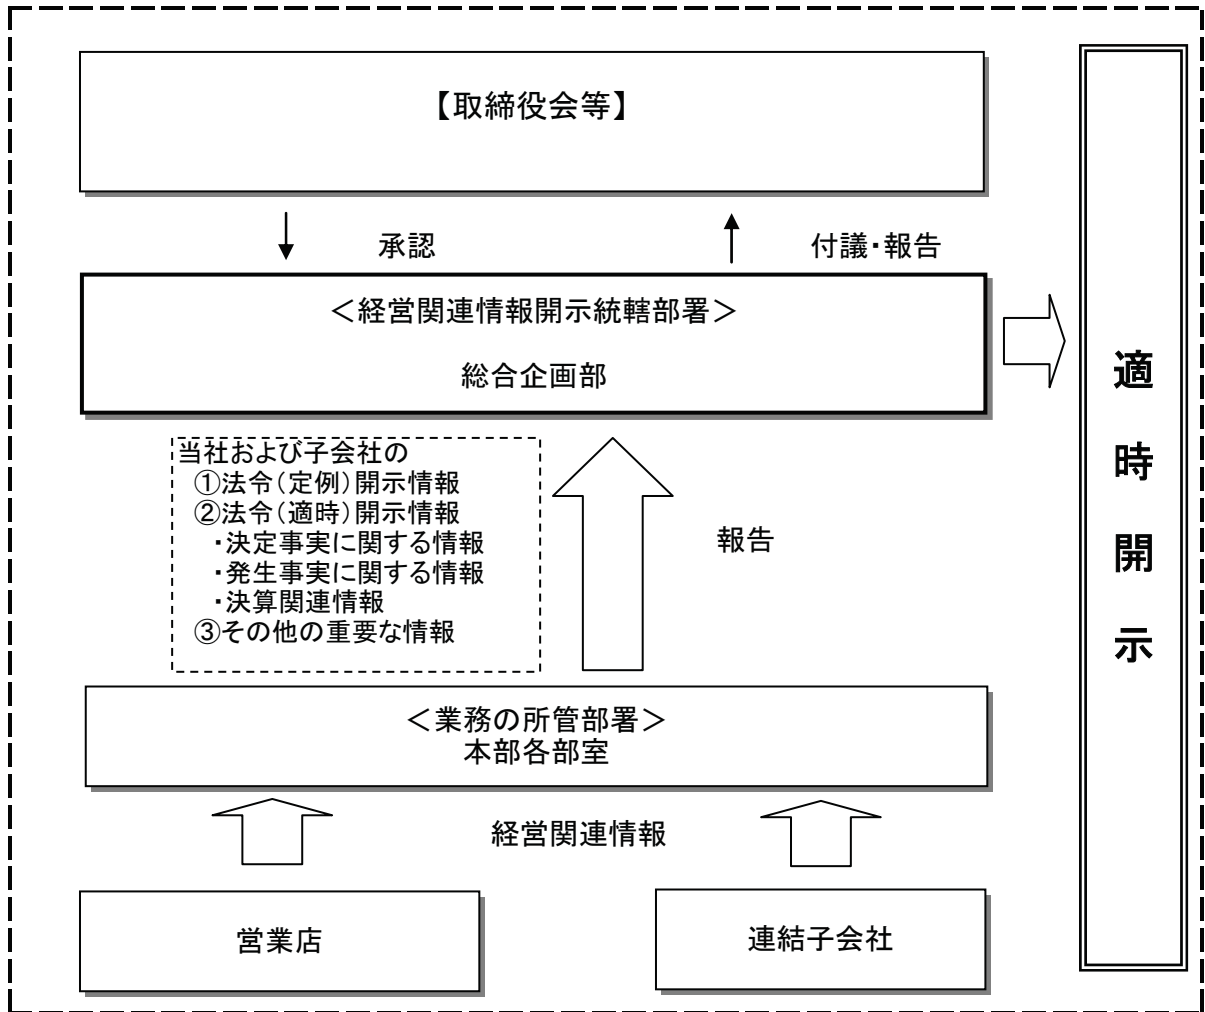 【取締役会等】
承認
付議・報告
＜経営関連情報開示統轄部署＞
総合企画部
当社および子会社の
①法令（定例）開示情報
②法令（適時）開示情報
・決定事実に関する情報
・発生事実に関する情報
・決算関連情報
③その他の重要な情報
報告
＜業務の所管部署＞
本部各部室
経営関連情報
営業店
連結子会社
適時開示